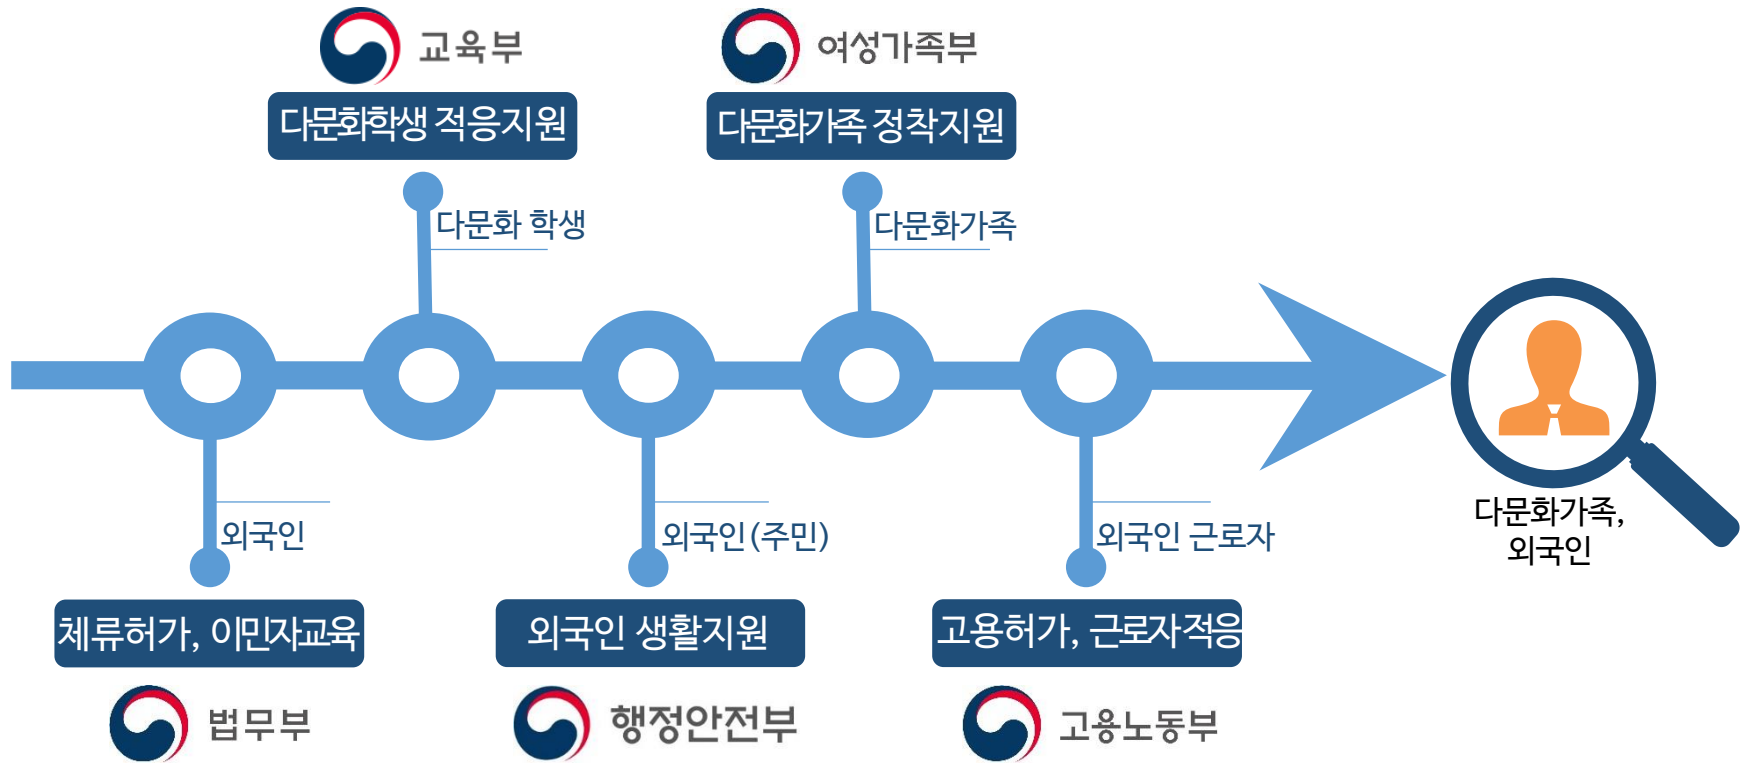 교육부
여성가족부
다문화학생 적응지원
다문화가족 정착지원
다문화 학생
다문화가족
외국인
외국인(주민)
외국인 근로자
다문화가족,
외국인
체류허가, 이민자교육
외국인 생활지원
고용허가, 근로자적응
법무부
행정안전부
고용노동부